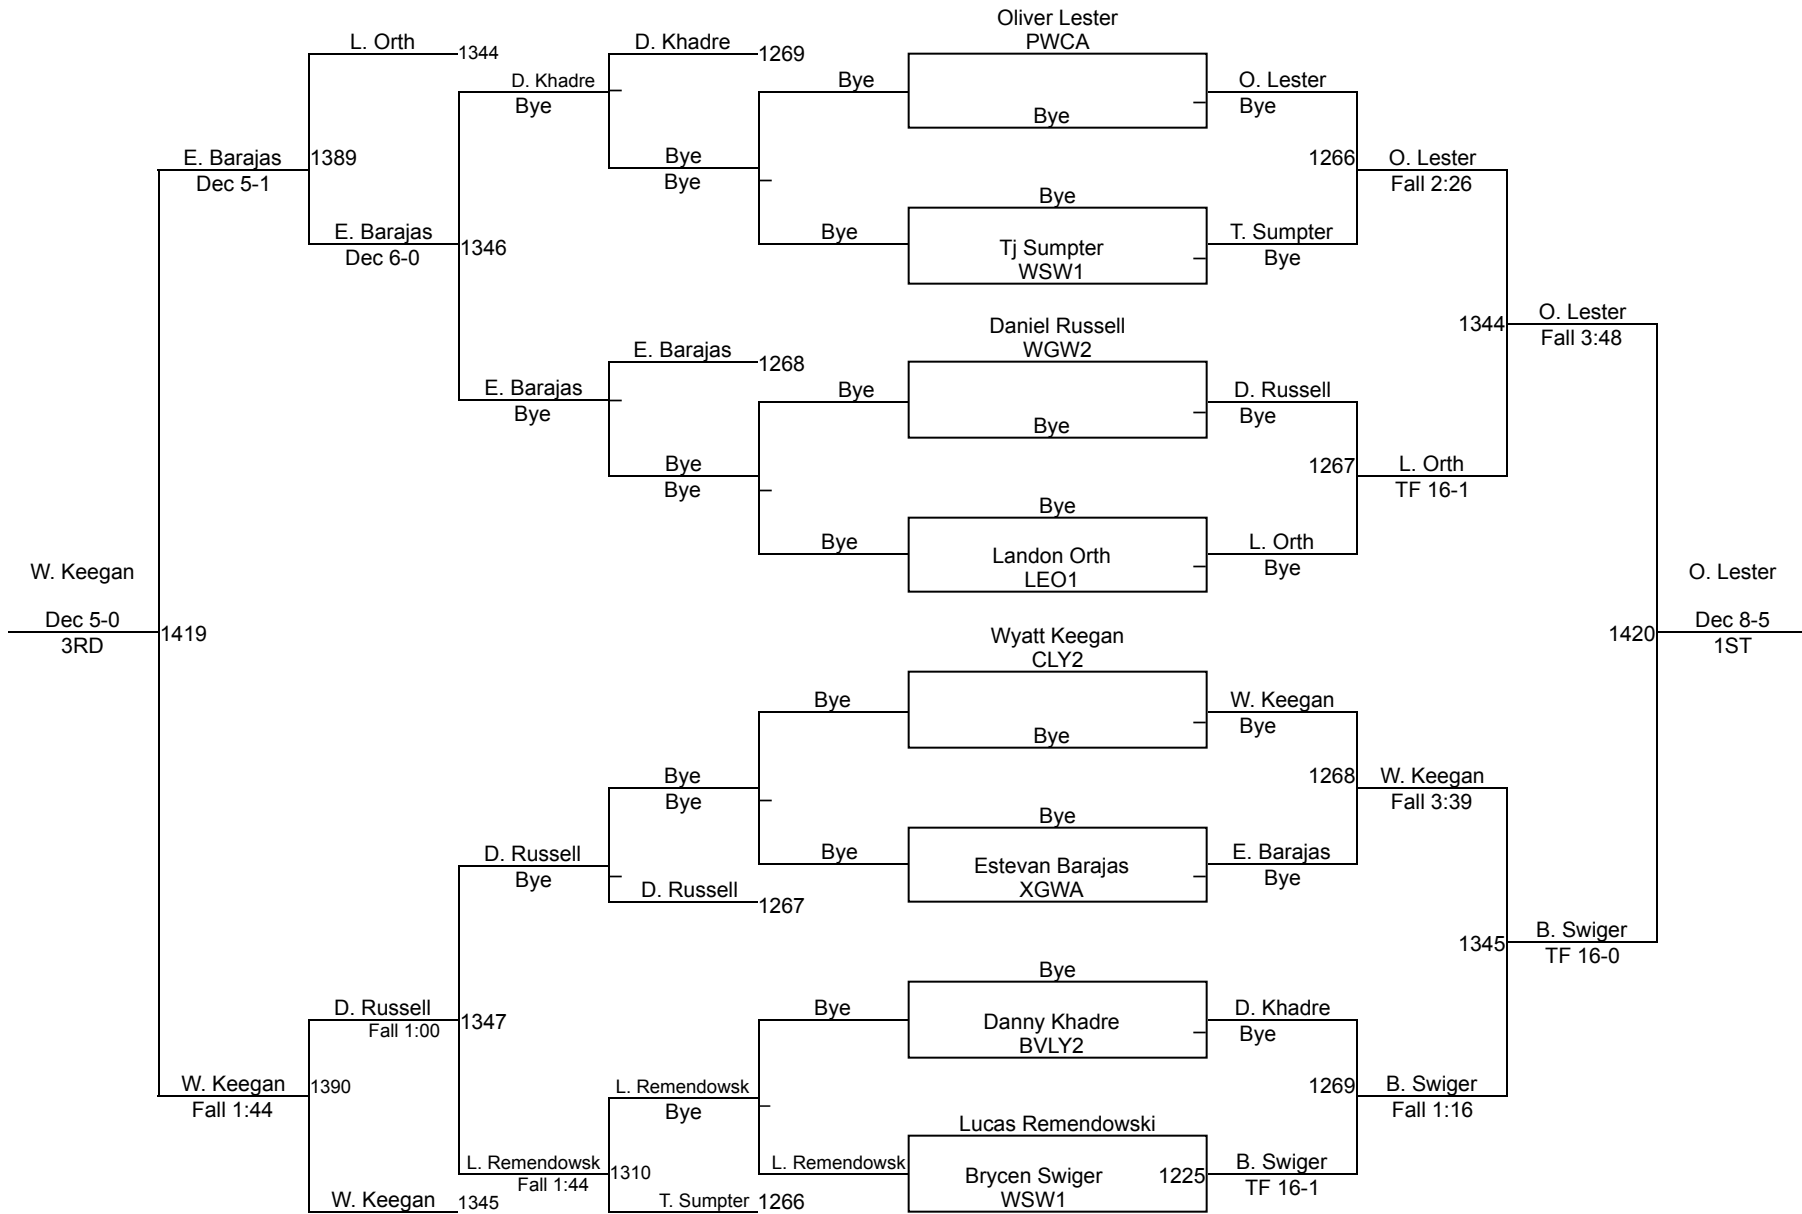 Oliver Lester
L. Orth
1344
D. Khadre
1269
PWCA
D. Khadre
Bye
Bye
O. Lester
Bye
Bye
Bye
E. Barajas
1389
Dec 5-1
Bye
Bye
1266
O. Lester
Fall 2:26
Bye
E. Barajas
Dec 6-0
1346
Bye
Tj Sumpter
WSW1
T. Sumpter
Bye
1344
O. Lester
Fall 3:48
Daniel Russell
WGW2
E. Barajas
1268
E. Barajas
Bye
Bye
D. Russell
Bye
Bye
Bye
Bye
1267
L. Orth
TF 16-1
Bye
Bye
Landon Orth
LEO1
L. Orth
Bye
W. Keegan
Dec 5-0
3RD
1419
O. Lester
1420
Dec 8-5
1ST
Wyatt Keegan
CLY2
Bye
W. Keegan
Bye
Bye
Bye
Bye
1268
W. Keegan
Fall 3:39
Bye
D. Russell
Bye
Bye
Estevan Barajas
XGWA
E. Barajas
Bye
D. Russell
1267
1345
B. Swiger
TF 16-0
Bye
D. Russell
Fall 1:00
1347
Bye
Danny Khadre
BVLY2
D. Khadre
Bye
W. Keegan
Fall 1:44
1390
L. Remendowsk
Bye
1269
B. Swiger
Fall 1:16
Lucas Remendowski
L. Remendowsk
Fall 1:44
1310
L. Remendowsk
Brycen Swiger
WSW1
1225
B. Swiger
TF 16-1
W. Keegan
1345
T. Sumpter
1266